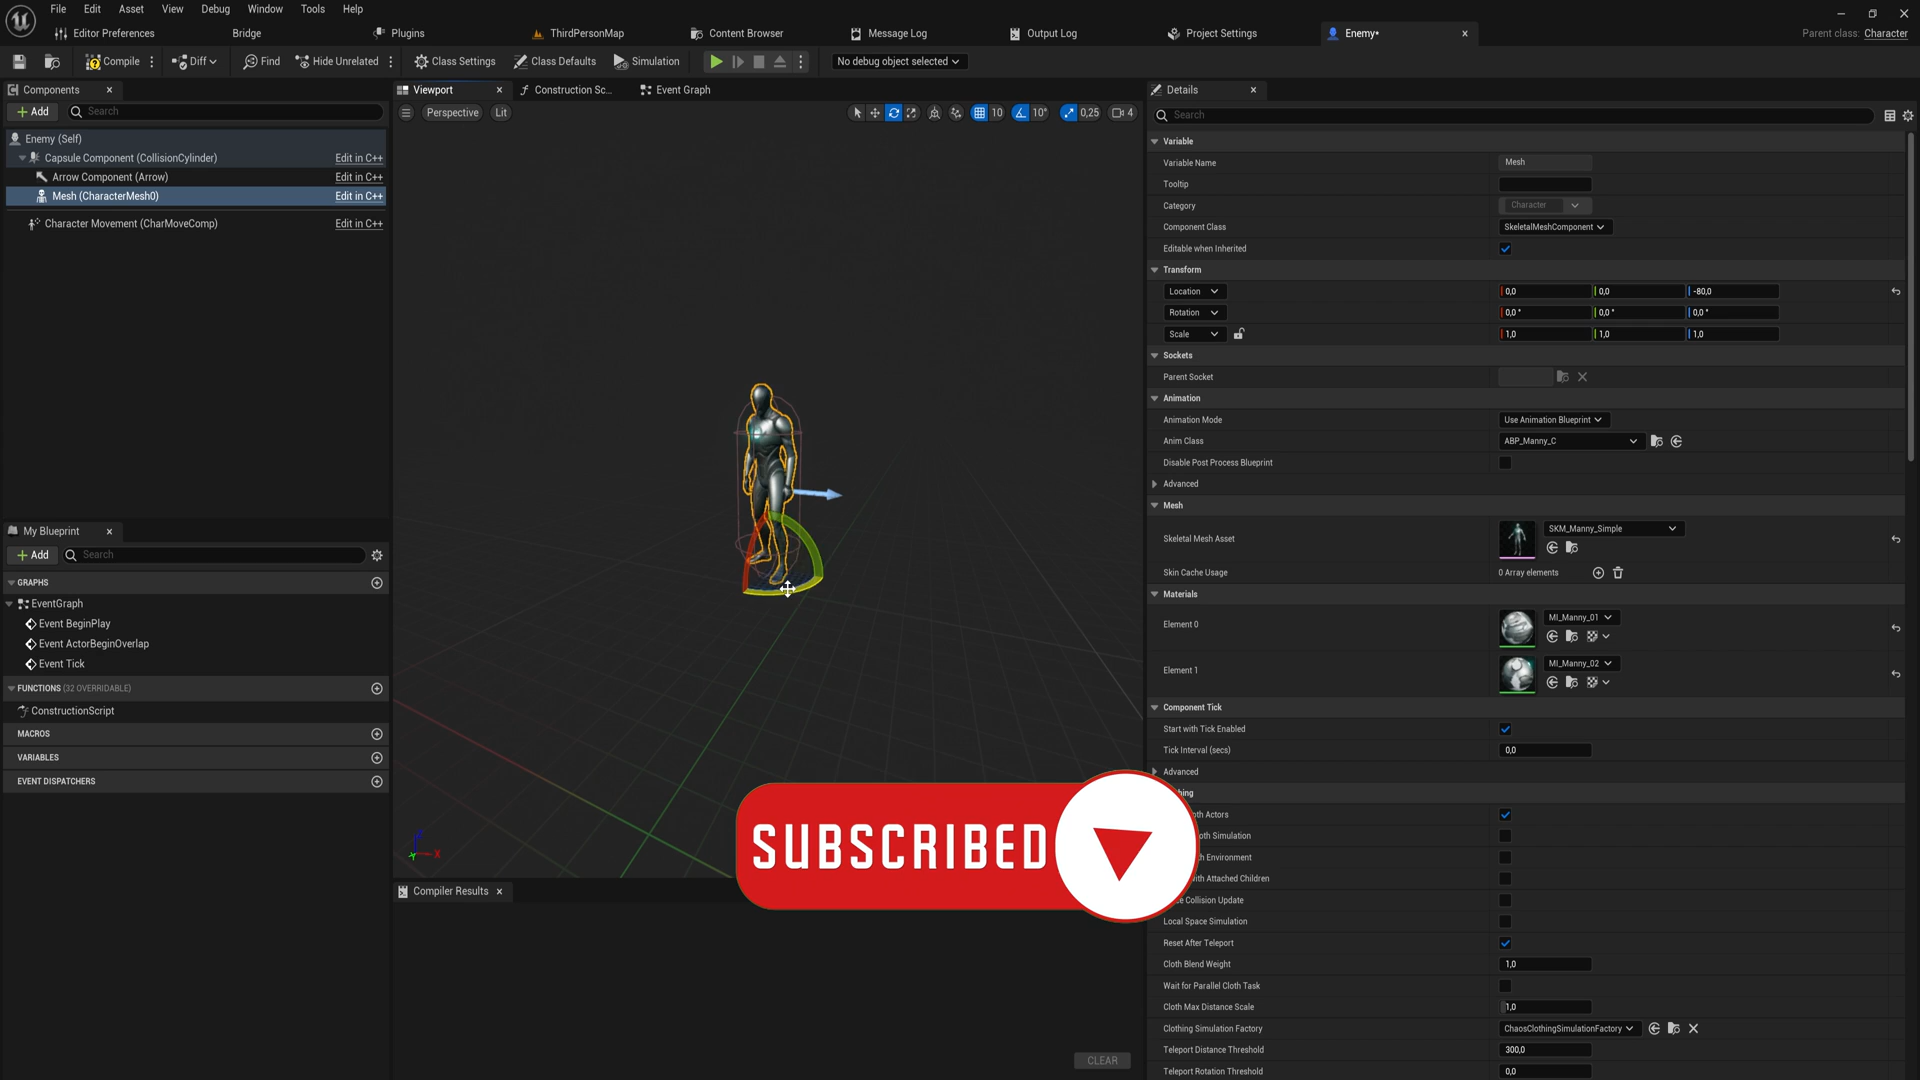 File Edit Asset View Debug Window Tools Help
Editor Preferences Bridge Plugins ThirdPersonMap Content Browser Message Log Output Log Project Settings Enemy• Parent class: Character
Compile Diff Find Hide Unrelated Class Settings Class Defaults Simulation No debug object selected
Components
Add Search
Enemy (Self)
Capsule Component (CollisionCylinder) Edit in C++
Arrow Component (Arrow) Edit in C++
Mesh (CharacterMesh0) Edit in C++
Character Movement (CharMoveComp) Edit in C++
My Blueprint
Add Search
GRAPHS
EventGraph
Event BeginPlay
Event ActorBeginOverlap
Event Tick
FUNCTIONS (32 OVERRIDABLE)
ConstructionScript
MACROS
VARIABLES
EVENT DISPATCHERS
Viewport Construction Sc... Event Graph
Perspective Lit 10 10° 0,25 4
X
SUBSCRIBED
Compiler Results
CLEAR
Details
Search
Variable
Variable Name Mesh
Tooltip
Category Character
Component Class SkeletalMeshComponent
Editable when Inherited
Transform
Location 0,0 0,0 -80,0
Rotation 0,0 ° 0,0 ° 0,0 °
Scale 1,0 1,0 1,0
Sockets
Parent Socket
Animation
Animation Mode Use Animation Blueprint
Anim Class ABP_Manny_C
Disable Post Process Blueprint
Advanced
Mesh
Skeletal Mesh Asset SKM_Manny_Simple
Skin Cache Usage 0 Array elements
Materials
Element 0 MI_Manny_01
Element 1 MI_Manny_02
Component Tick
Start with Tick Enabled
Tick Interval (secs) 0,0
Advanced
hing
th Actors
oth Simulation
Environment
with Attached Children
Collision Update
Local Space Simulation
Reset After Teleport
Cloth Blend Weight 1,0
Wait for Parallel Cloth Task
Cloth Max Distance Scale 1,0
Clothing Simulation Factory ChaosClothingSimulationFactory
Teleport Distance Threshold 300,0
Teleport Rotation Threshold 0,0